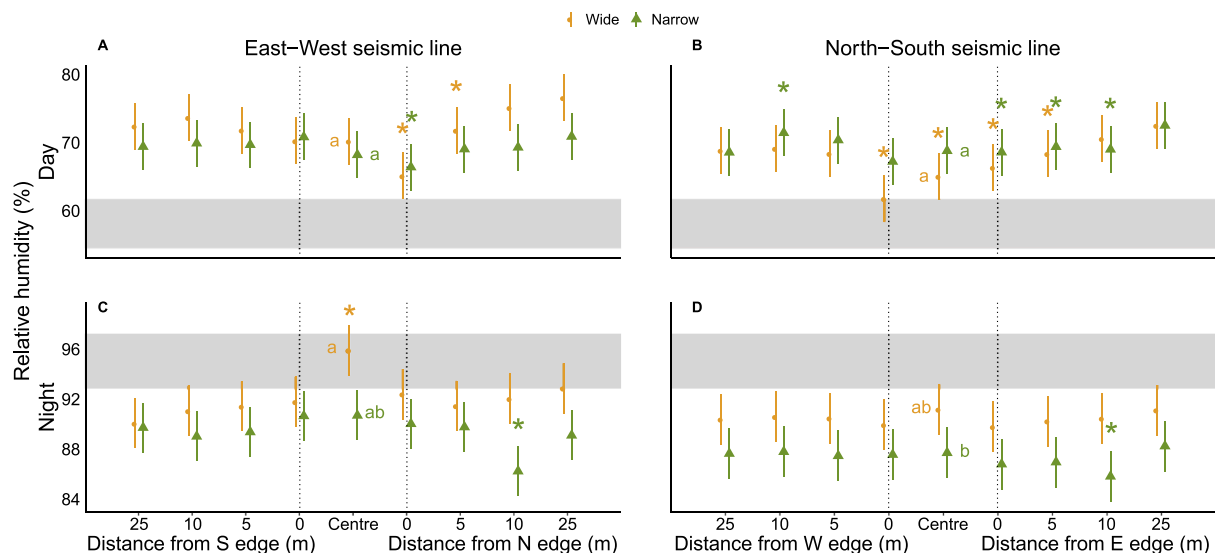 Wide Narrow
A East−West seismic line
B North−South seismic line
Relative humidity (%)
Day
80
70
60
* * *
a a
* * * * * * * *
a a
C
D
Night
96
92
88
84
*
a
ab
*
ab
b
*
25 10 5 0 Centre 0 5 10 25
Distance from S edge (m) Distance from N edge (m)
25 10 5 0 Centre 0 5 10 25
Distance from W edge (m) Distance from E edge (m)